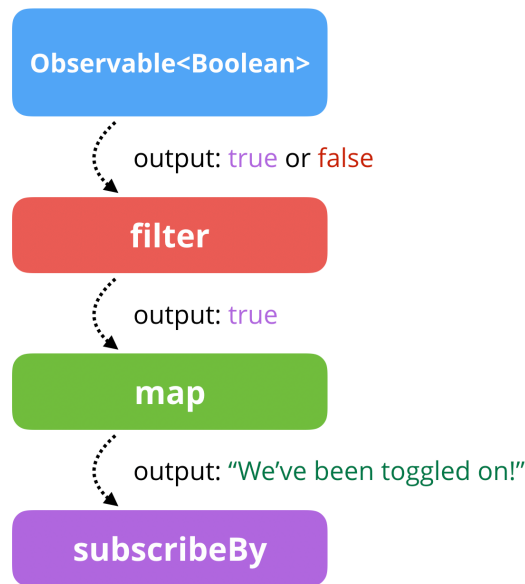 Observable<Boolean>
output: true or false
filter
output: true
map
output: “We’ve been toggled on!”
subscribeBy